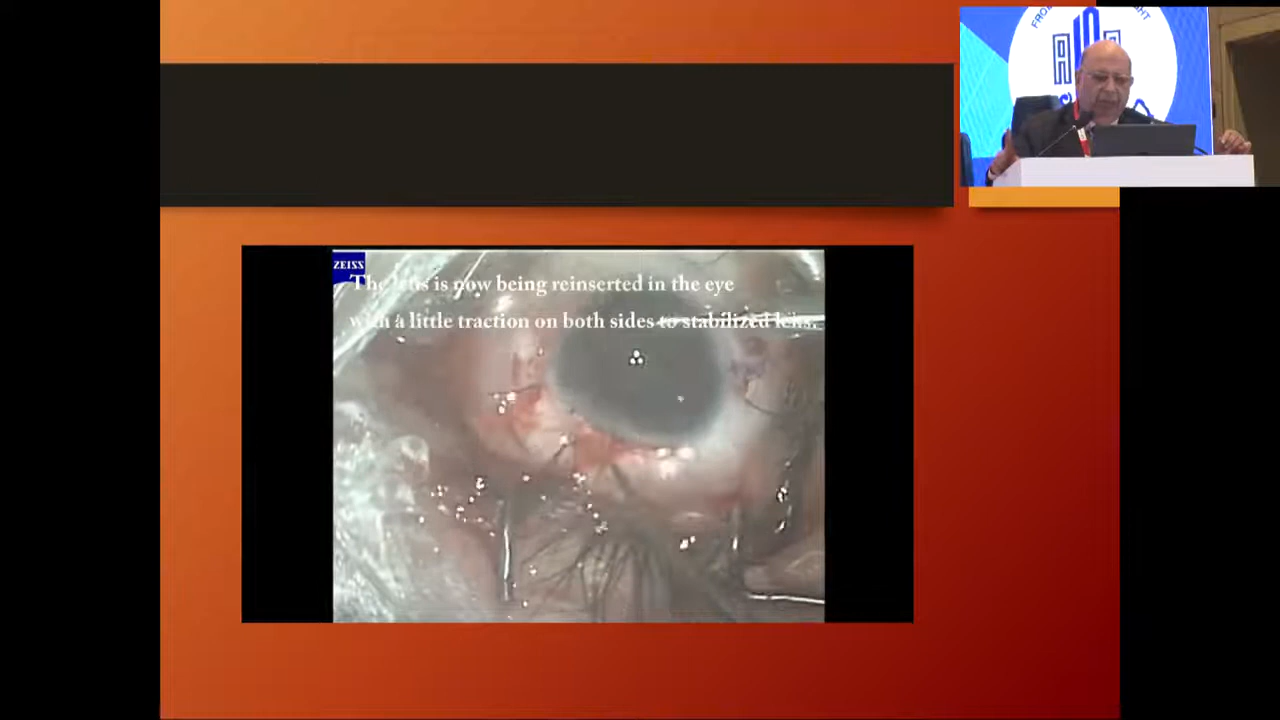 ZEISS
The lens is now being reinserted in the eye
with a little traction on both sides to stabilized lens.